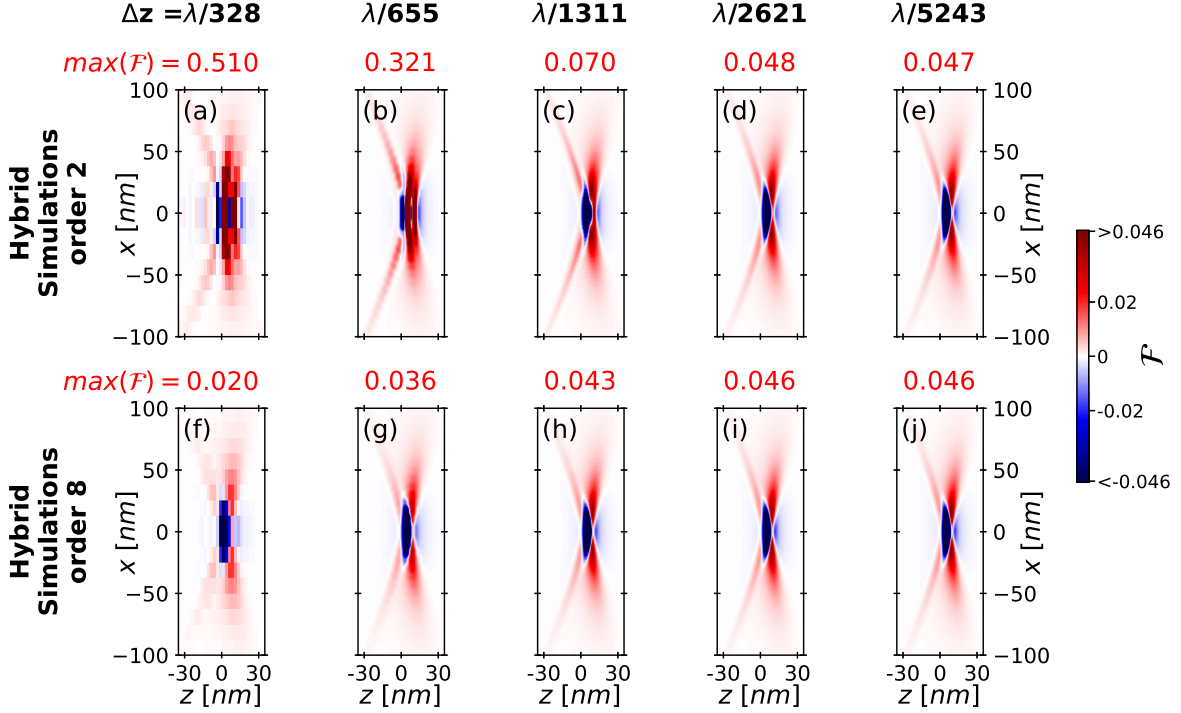 Δz =λ/328 λ/655 λ/1311 λ/2621 λ/5243
max(ℱ) = 0.510 0.321 0.070 0.048 0.047
Hybrid
Simulations
order 2
(a) (b) (c) (d) (e)
100 100
50 50
0 0
−50 −50
−100 −100
x [nm] x [nm]
max(ℱ) = 0.020 0.036 0.043 0.046 0.046
Hybrid
Simulations
order 8
(f) (g) (h) (i) (j)
100 100
50 50
0 0
−50 −50
−100 −100
x [nm] x [nm]
-30 0 30 -30 0 30 -30 0 30 -30 0 30 -30 0 30
z [nm] z [nm] z [nm] z [nm] z [nm]
>0.046
0.02
0
-0.02
<-0.046
ℱ